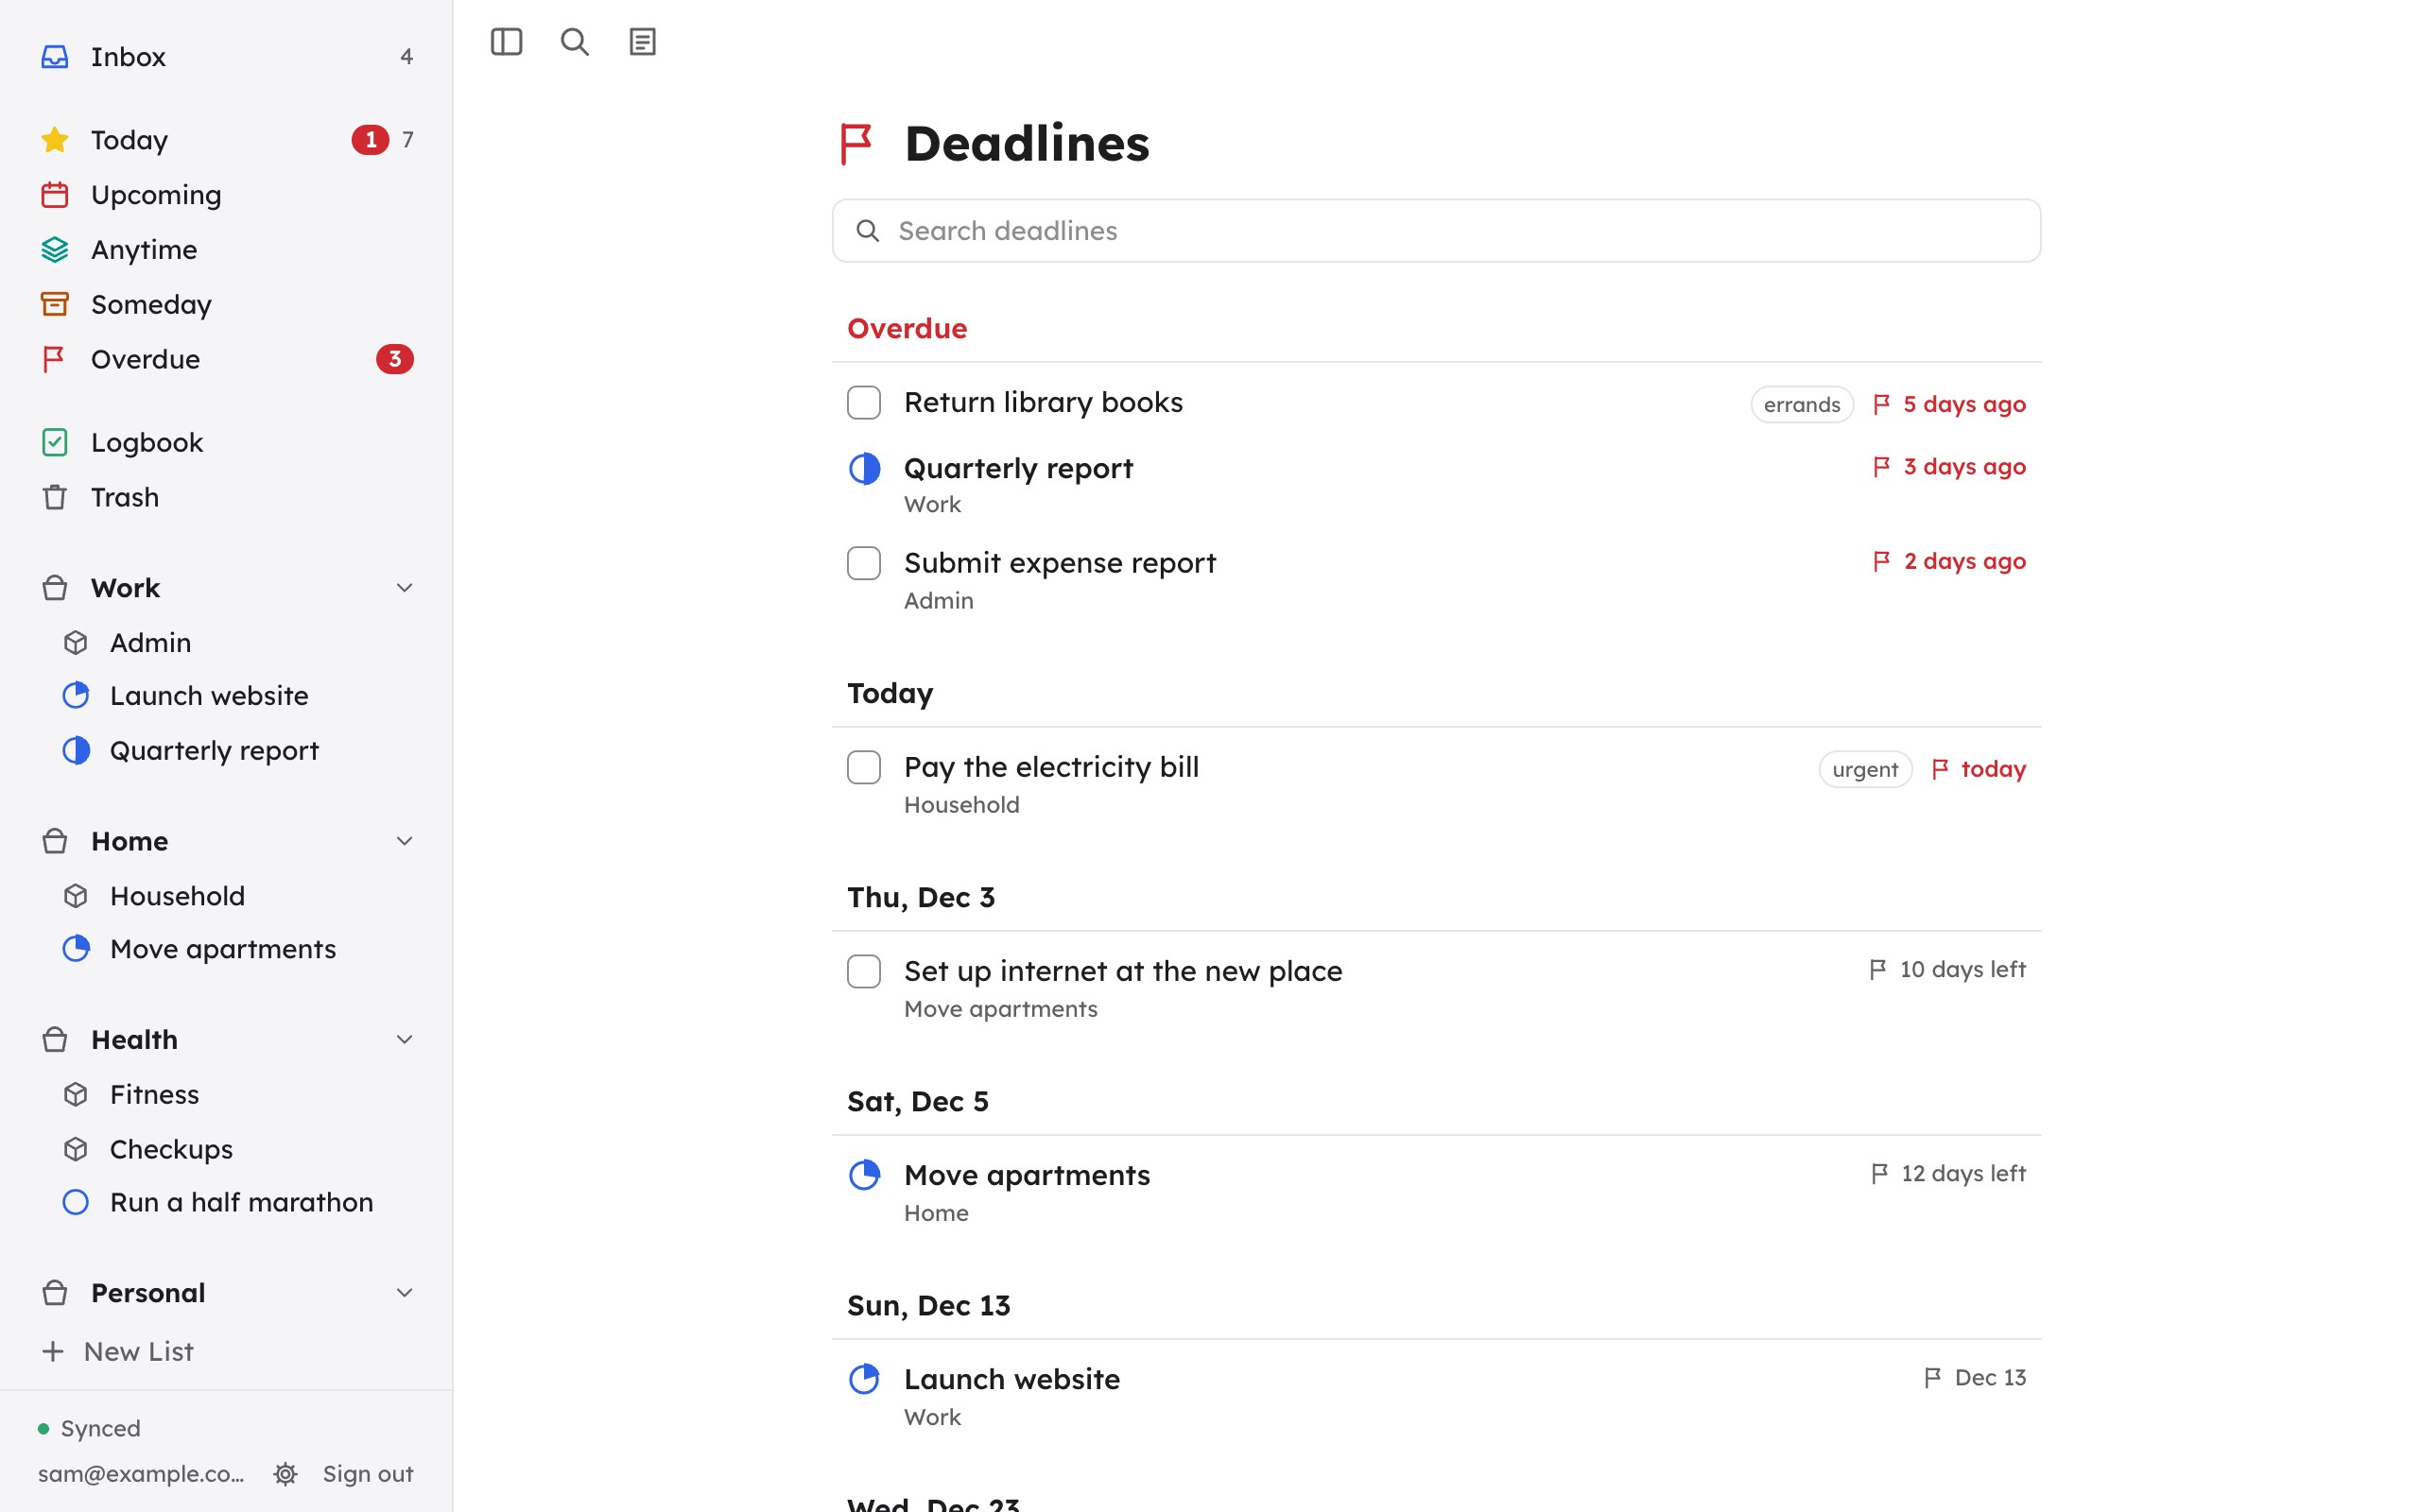 Inbox 4
Today 1 7
Upcoming
Anytime
Someday
Overdue 3
Logbook
Trash
Work
Admin
Launch website
Quarterly report
Home
Household
Move apartments
Health
Fitness
Checkups
Run a half marathon
Personal
New List
Synced
sam@example.co... Sign out
Deadlines
Search deadlines
Overdue
Return library books errands 5 days ago
Quarterly report 3 days ago
Work
Submit expense report 2 days ago
Admin
Today
Pay the electricity bill urgent today
Household
Thu, Dec 3
Set up internet at the new place 10 days left
Move apartments
Sat, Dec 5
Move apartments 12 days left
Home
Sun, Dec 13
Launch website Dec 13
Work
Wed, Dec 23